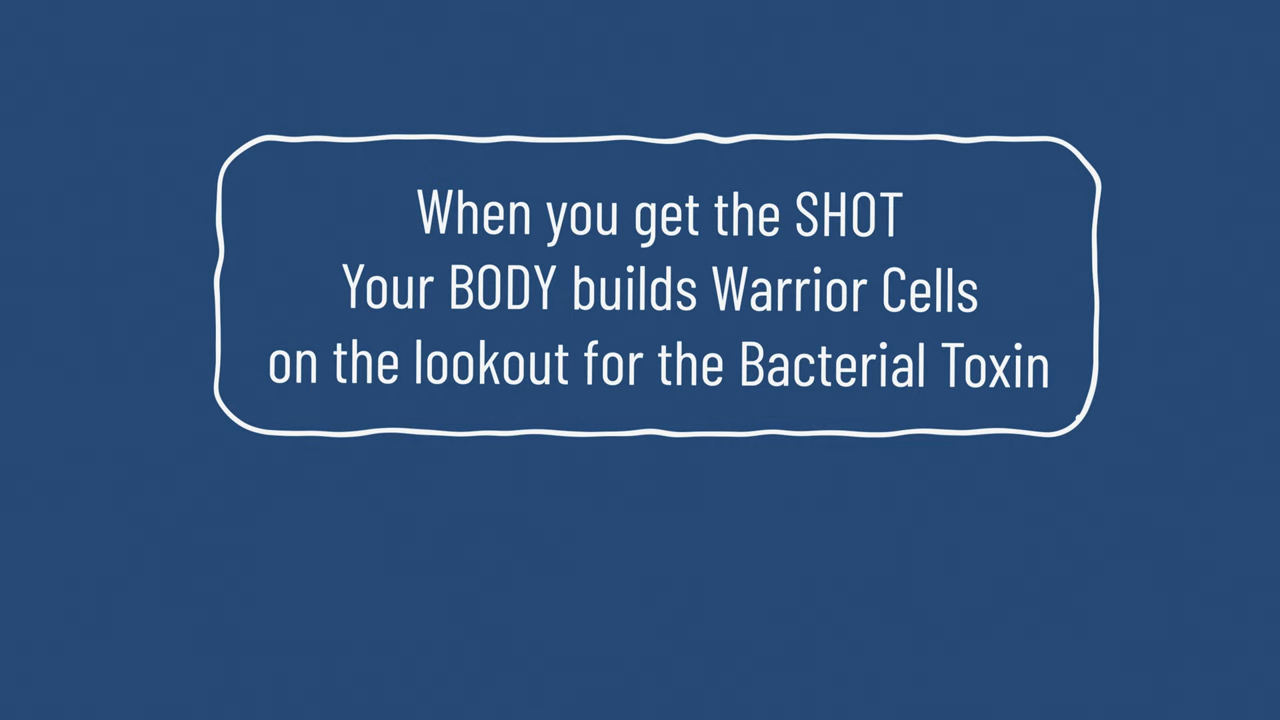 When you get the SHOT
Your BODY builds Warrior Cells
on the lookout for the Bacterial Toxin